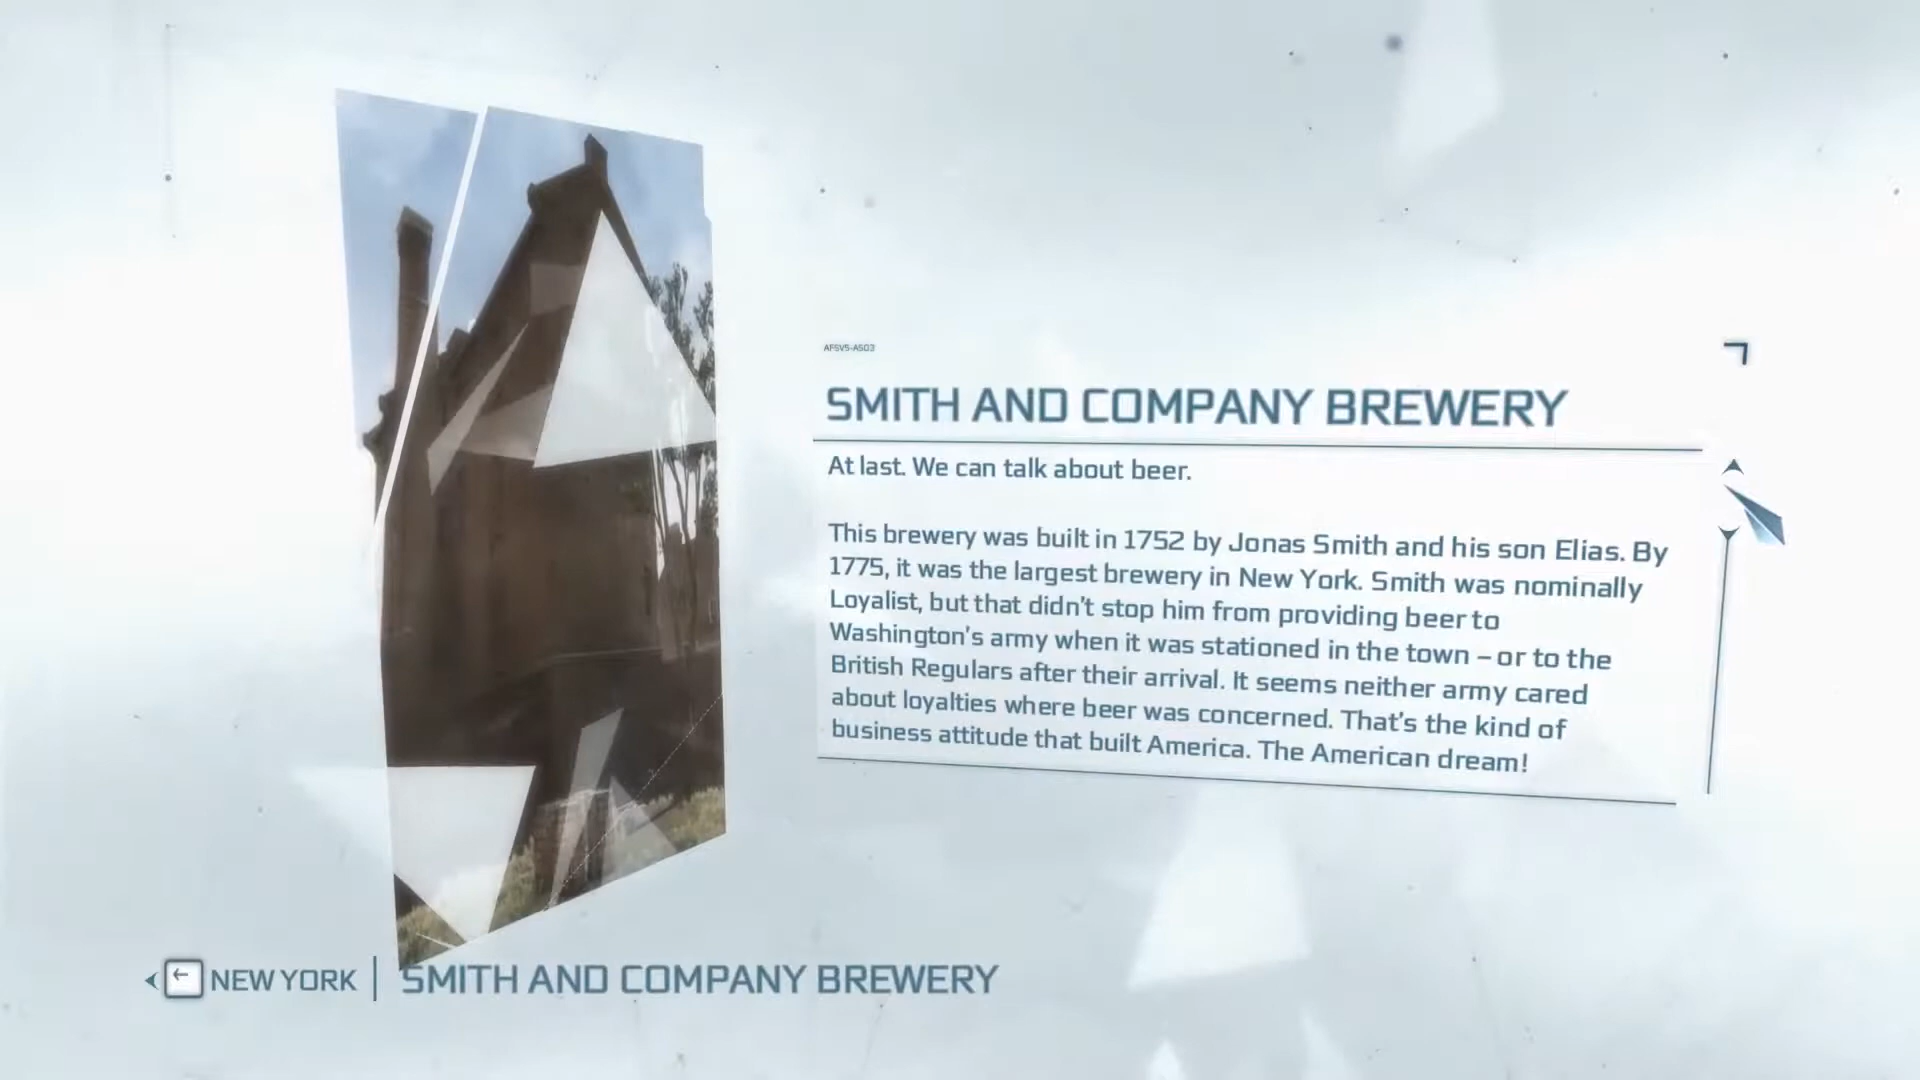 AFSVS-AS03
SMITH AND COMPANY BREWERY
At last. We can talk about beer.
This brewery was built in 1752 by Jonas Smith and his son Elias. By
1775, it was the largest brewery in New York. Smith was nominally
Loyalist, but that didn't stop him from providing beer to
Washington's army when it was stationed in the town – or to the
British Regulars after their arrival. It seems neither army cared
about loyalties where beer was concerned. That's the kind of
business attitude that built America. The American dream!
NEW YORK
SMITH AND COMPANY BREWERY